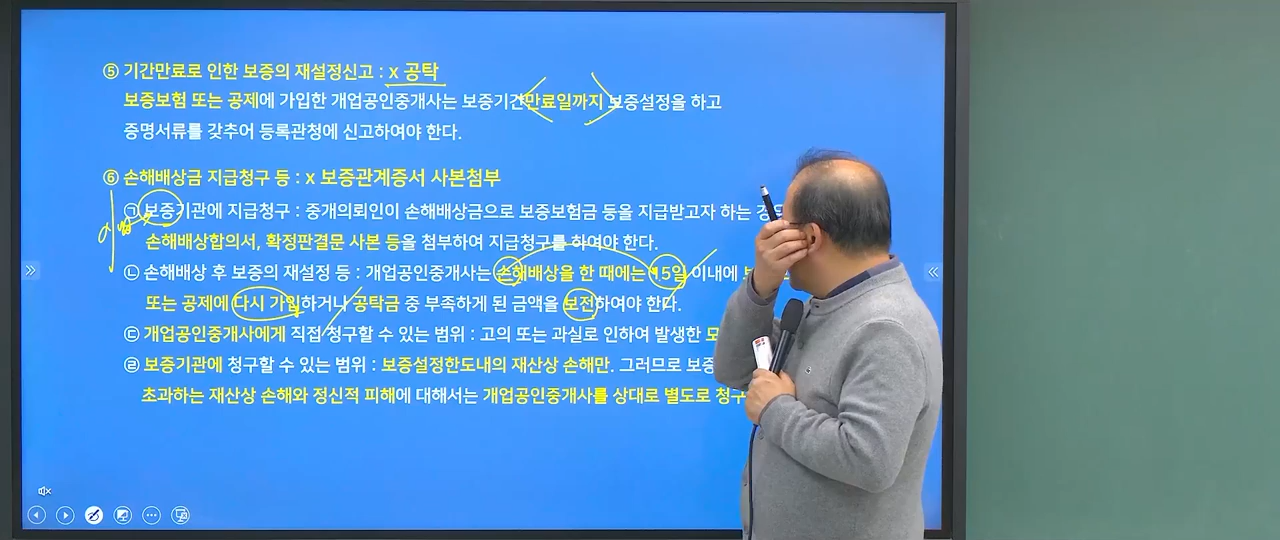 ⑤ 기간만료로 인한 보증의 재설정신고 : x 공탁
보증보험 또는 공제에 가입한 개업공인중개사는 보증기간만료일까지 보증설정을 하고
증명서류를 갖추어 등록관청에 신고하여야 한다.
⑥ 손해배상금 지급청구 등 : x 보증관계증서 사본첨부
㉠ 보증기관에 지급청구 : 중개의뢰인이 손해배상금으로 보증보험금 등을 지급받고자 하는
손해배상합의서, 확정판결문 사본 등을 첨부하여 지급청구를 하여야 한다.
㉡ 손해배상 후 보증의 재설정 등 : 개업공인중개사는 손해배상을 한 때에는 15일 이내에
또는 공제에 다시 가입하거나 공탁금 중 부족하게 된 금액을 보전하여야 한다.
㉢ 개업공인중개사에게 직접 청구할 수 있는 범위 : 고의 또는 과실로 인하여 발생한
㉣ 보증기관에 청구할 수 있는 범위 : 보증설정한도내의 재산상 손해만. 그러므로 보증
초과하는 재산상 손해와 정신적 피해에 대해서는 개업공인중개사를 상대로 별도로 청구